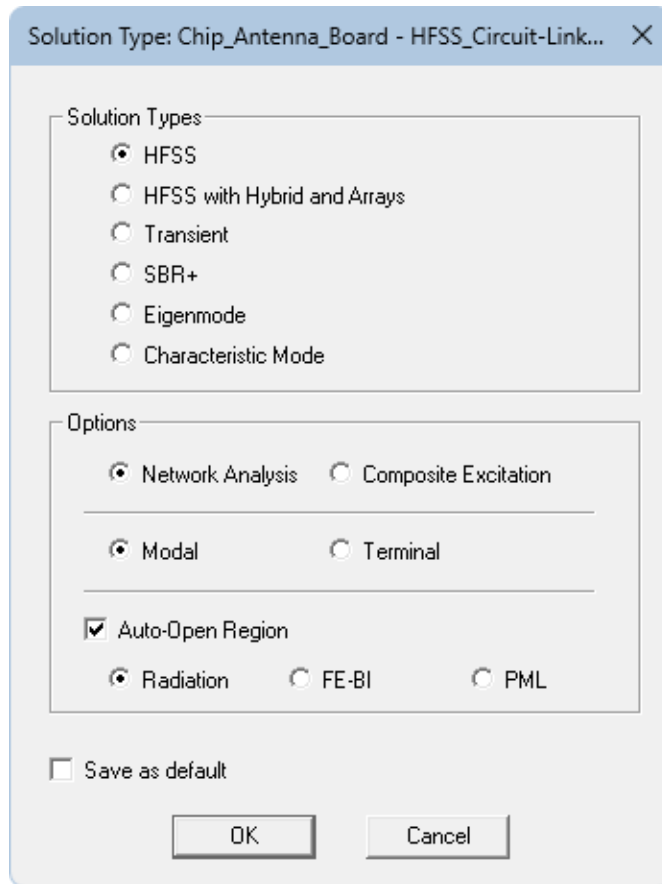 Solution Type: Chip_Antenna_Board - HFSS_Circuit-Link...
Solution Types
HFSS
HFSS with Hybrid and Arrays
Transient
SBR+
Eigenmode
Characteristic Mode
Options
Network Analysis Composite Excitation
Modal Terminal
Auto-Open Region
Radiation FE-BI PML
Save as default
OK Cancel